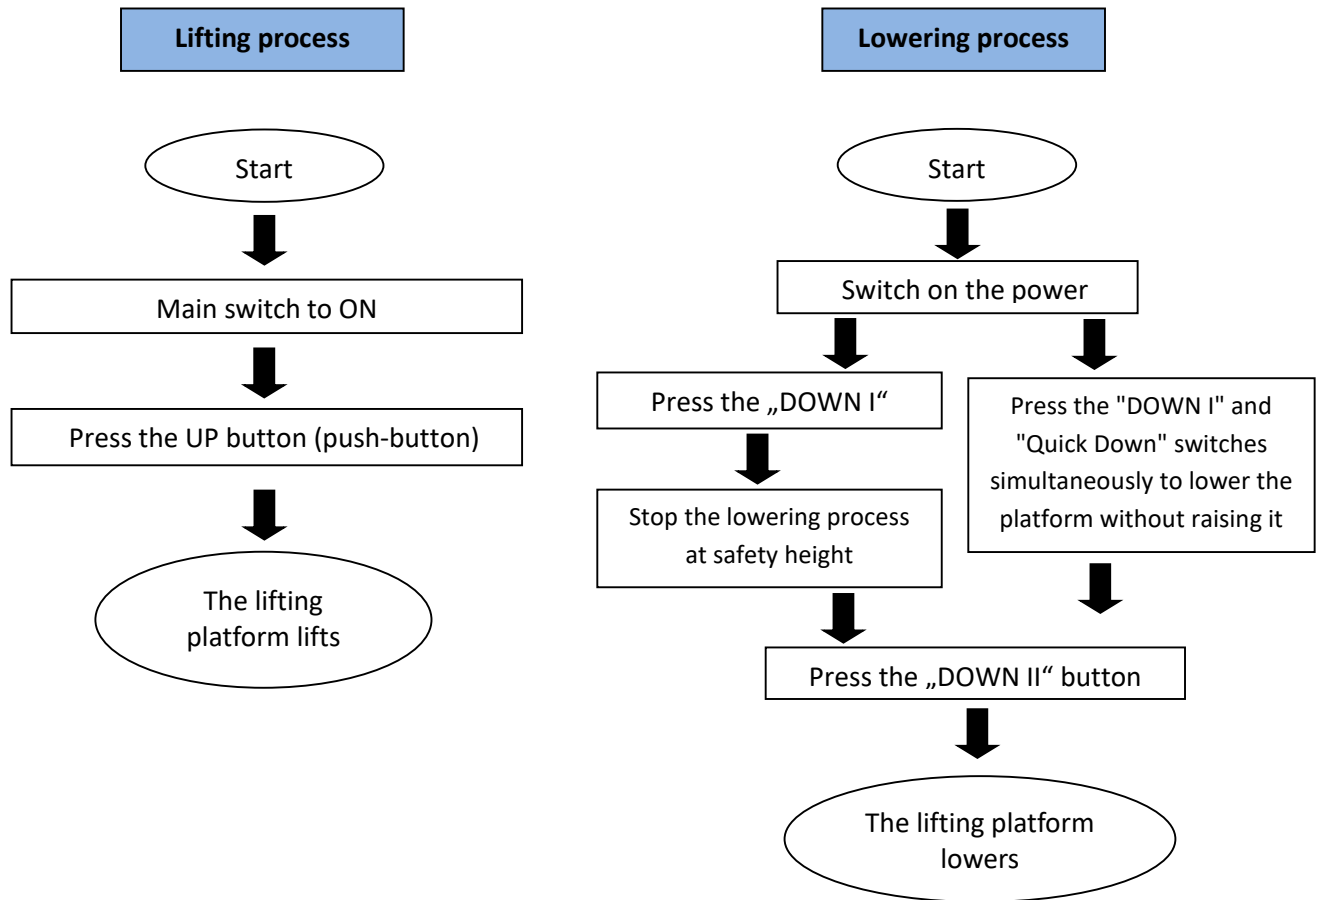 Lifting process
Start
Main switch to ON
Press the UP button (push-button)
The lifting
platform lifts
Lowering process
Start
Switch on the power
Press the „DOWN I“
Stop the lowering process
at safety height
Press the "DOWN I" and
"Quick Down" switches
simultaneously to lower the
platform without raising it
Press the „DOWN II“ button
The lifting platform
lowers